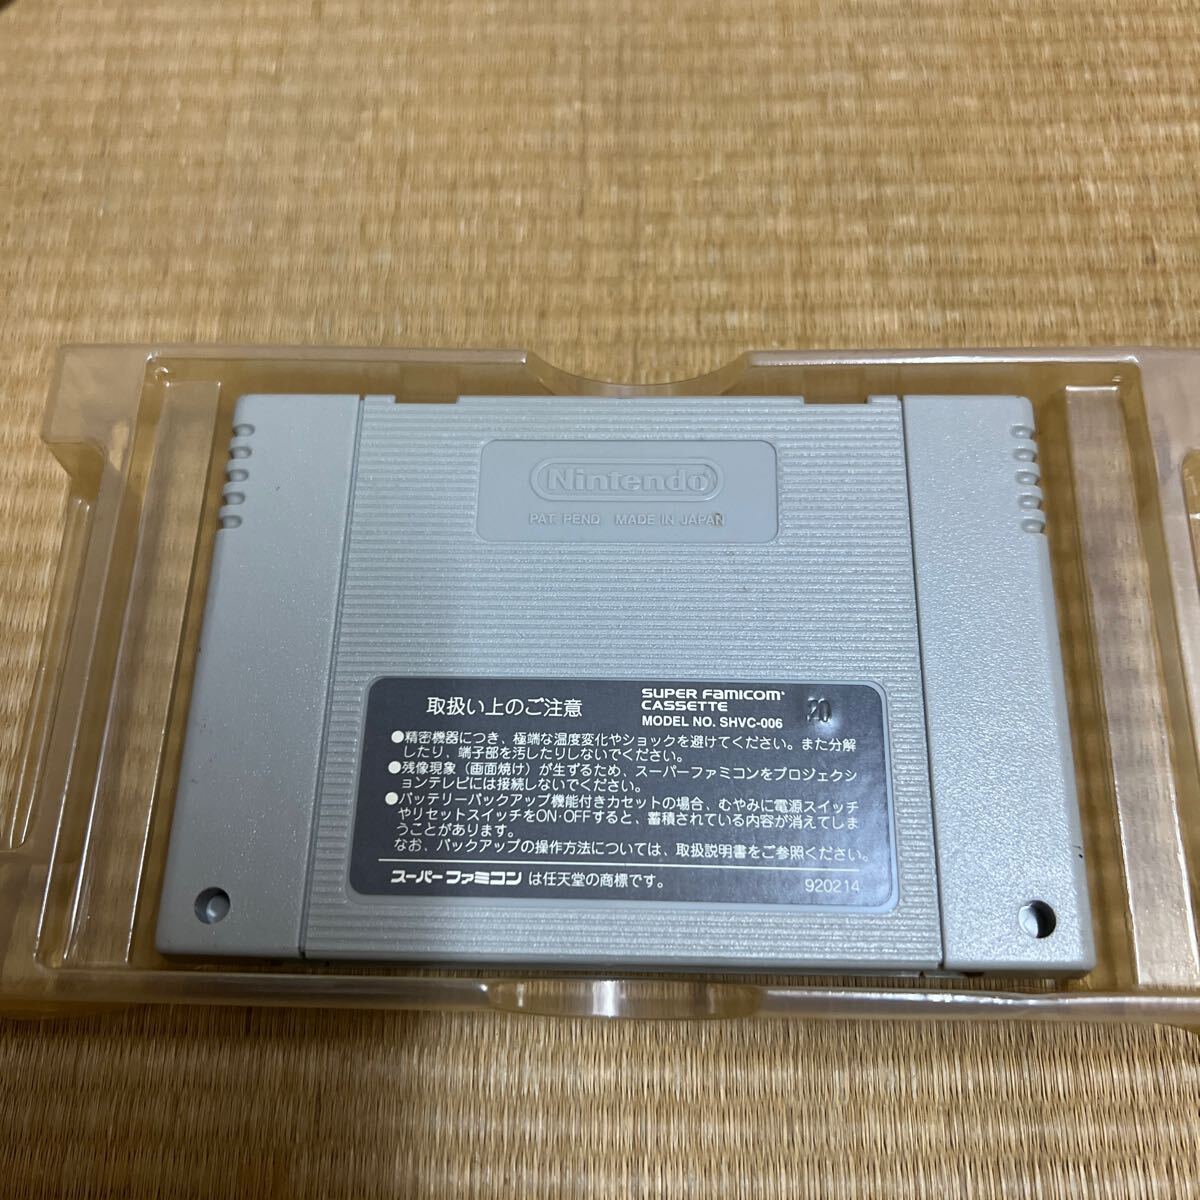 Nintendo
PAT. PEND. MADE IN JAPAN
取扱い上のご注意
SUPER FAMICOM
CASSETTE
MODEL NO. SHVC-006
20
●精密機器につき、極端な温度変化やショックを避けてください。また分解
したり、端子部を汚したりしないでください。
●残像現象(画面焼け)が生ずるため、スーパーファミコンをプロジェクシ
ョンテレビには接続しないでください。
●バッテリーバックアップ機能付きカセットの場合、むやみに電源スイッチ
やリセットスイッチをON・OFFすると、蓄積されている内容が消えてしま
うことがあります。
なお、バックアップの操作方法については、取扱説明書をご参照ください。
スーパーファミコン は任天堂の商標です。
920214